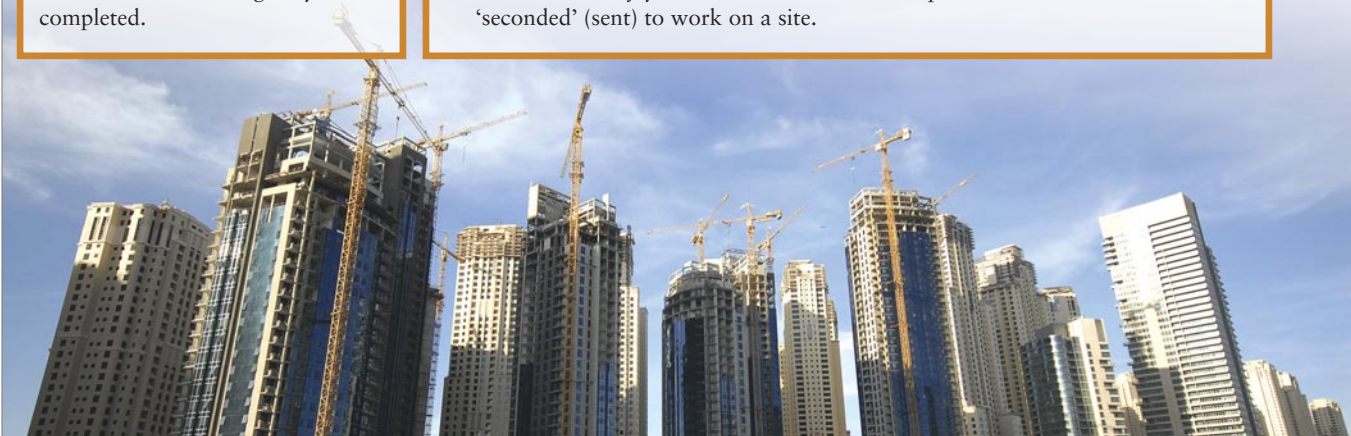 completed.
'seconded' (sent) to work on a site.